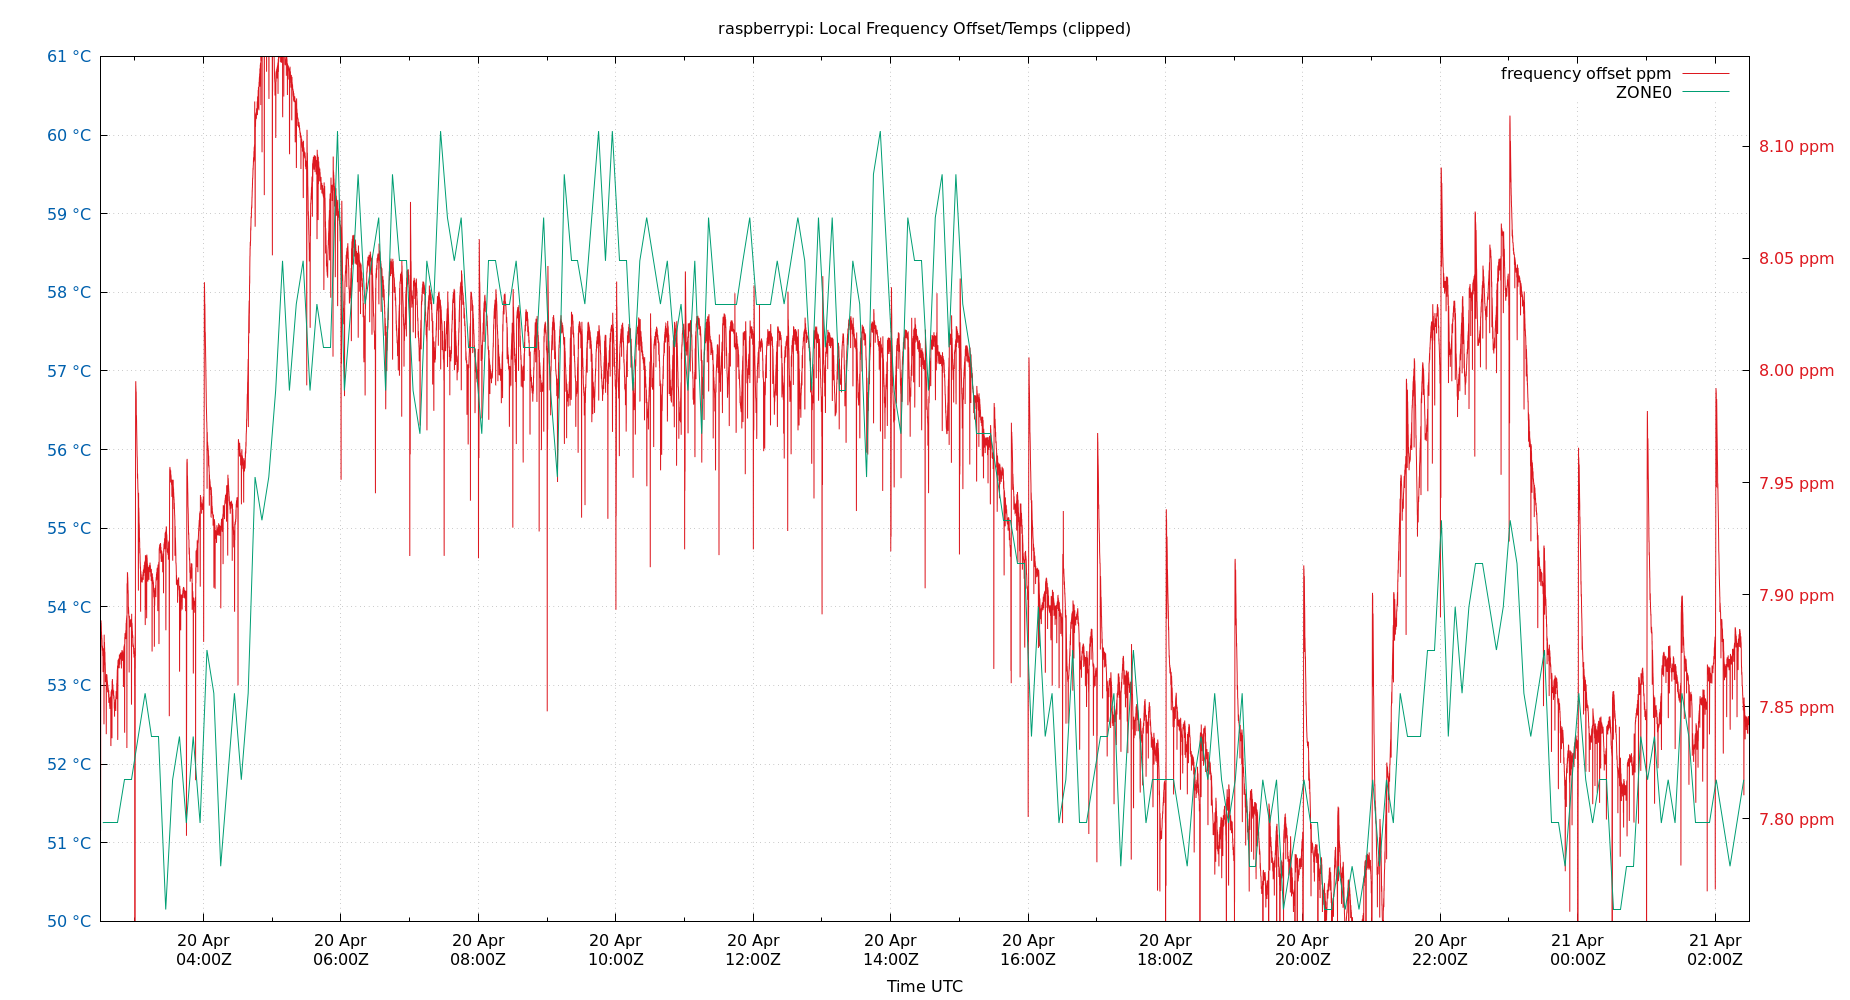 raspberrypi: Local Frequency Offset/Temps (clipped)
frequency offset ppm
ZONE0
61 °C
60 °C
59 °C
58 °C
57 °C
56 °C
55 °C
54 °C
53 °C
52 °C
51 °C
50 °C
8.10 ppm
8.05 ppm
8.00 ppm
7.95 ppm
7.90 ppm
7.85 ppm
7.80 ppm
20 Apr
04:00Z
20 Apr
06:00Z
20 Apr
08:00Z
20 Apr
10:00Z
20 Apr
12:00Z
20 Apr
14:00Z
20 Apr
16:00Z
20 Apr
18:00Z
20 Apr
20:00Z
20 Apr
22:00Z
21 Apr
00:00Z
21 Apr
02:00Z
Time UTC